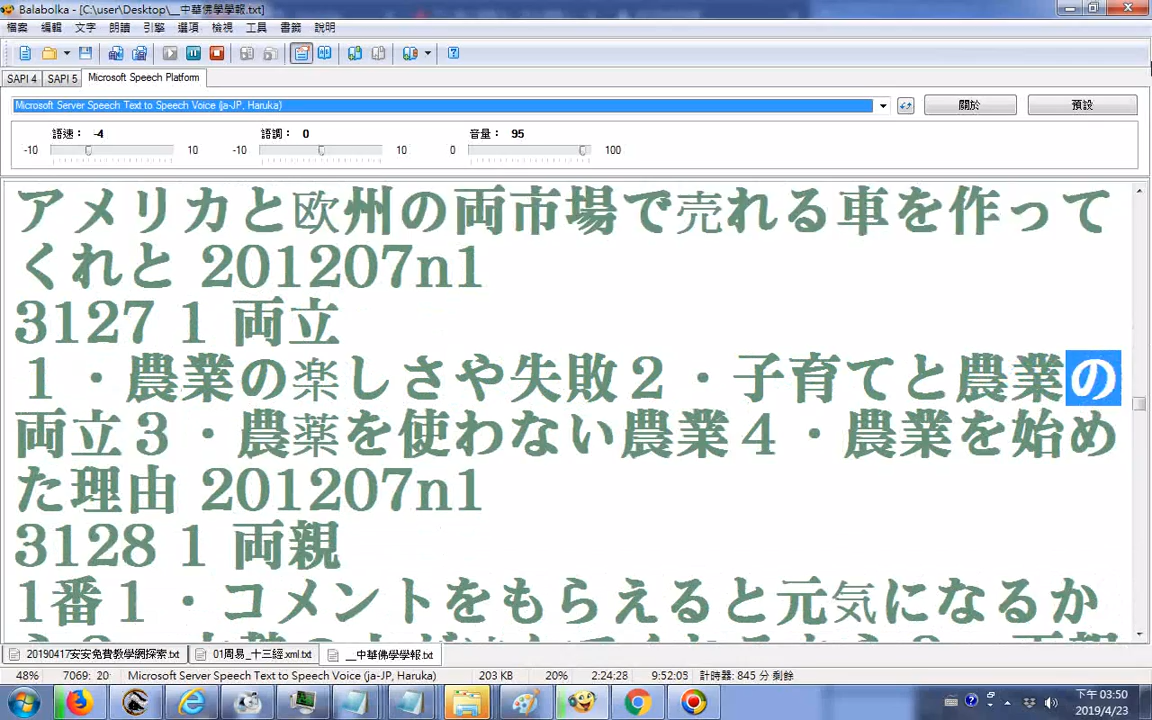 Balabolka - [C:\user\Desktop\__中華佛學學報.txt]
檔案 編輯 文字 朗讀 引擎 選項 檢視 工具 書籤 說明
SAPI 4 SAPI 5 Microsoft Speech Platform
Microsoft Server Speech Text to Speech Voice (ja-JP, Haruka)
關於 預設
語速： -4 語調： 0 音量： 95
-10 10 -10 10 0 100
アメリカと欧州の両市場で売れる車を作って
くれと 201207n1
3127 1 両立
１・農業の楽しさや失敗２・子育てと農業の
両立３・農薬を使わない農業４・農業を始め
た理由 201207n1
3128 1 両親
1番１・コメントをもらえると元気になるか
20190417安安免費教學網探索.txt 01周易_十三經.xml.txt __中華佛學學報.txt
48% 7069: 20 Microsoft Server Speech Text to Speech Voice (ja-JP, Haruka) 203 KB 20% 2:24:28 9:52:03 計時器: 845 分 剩餘
下午 03:50
2019/4/23